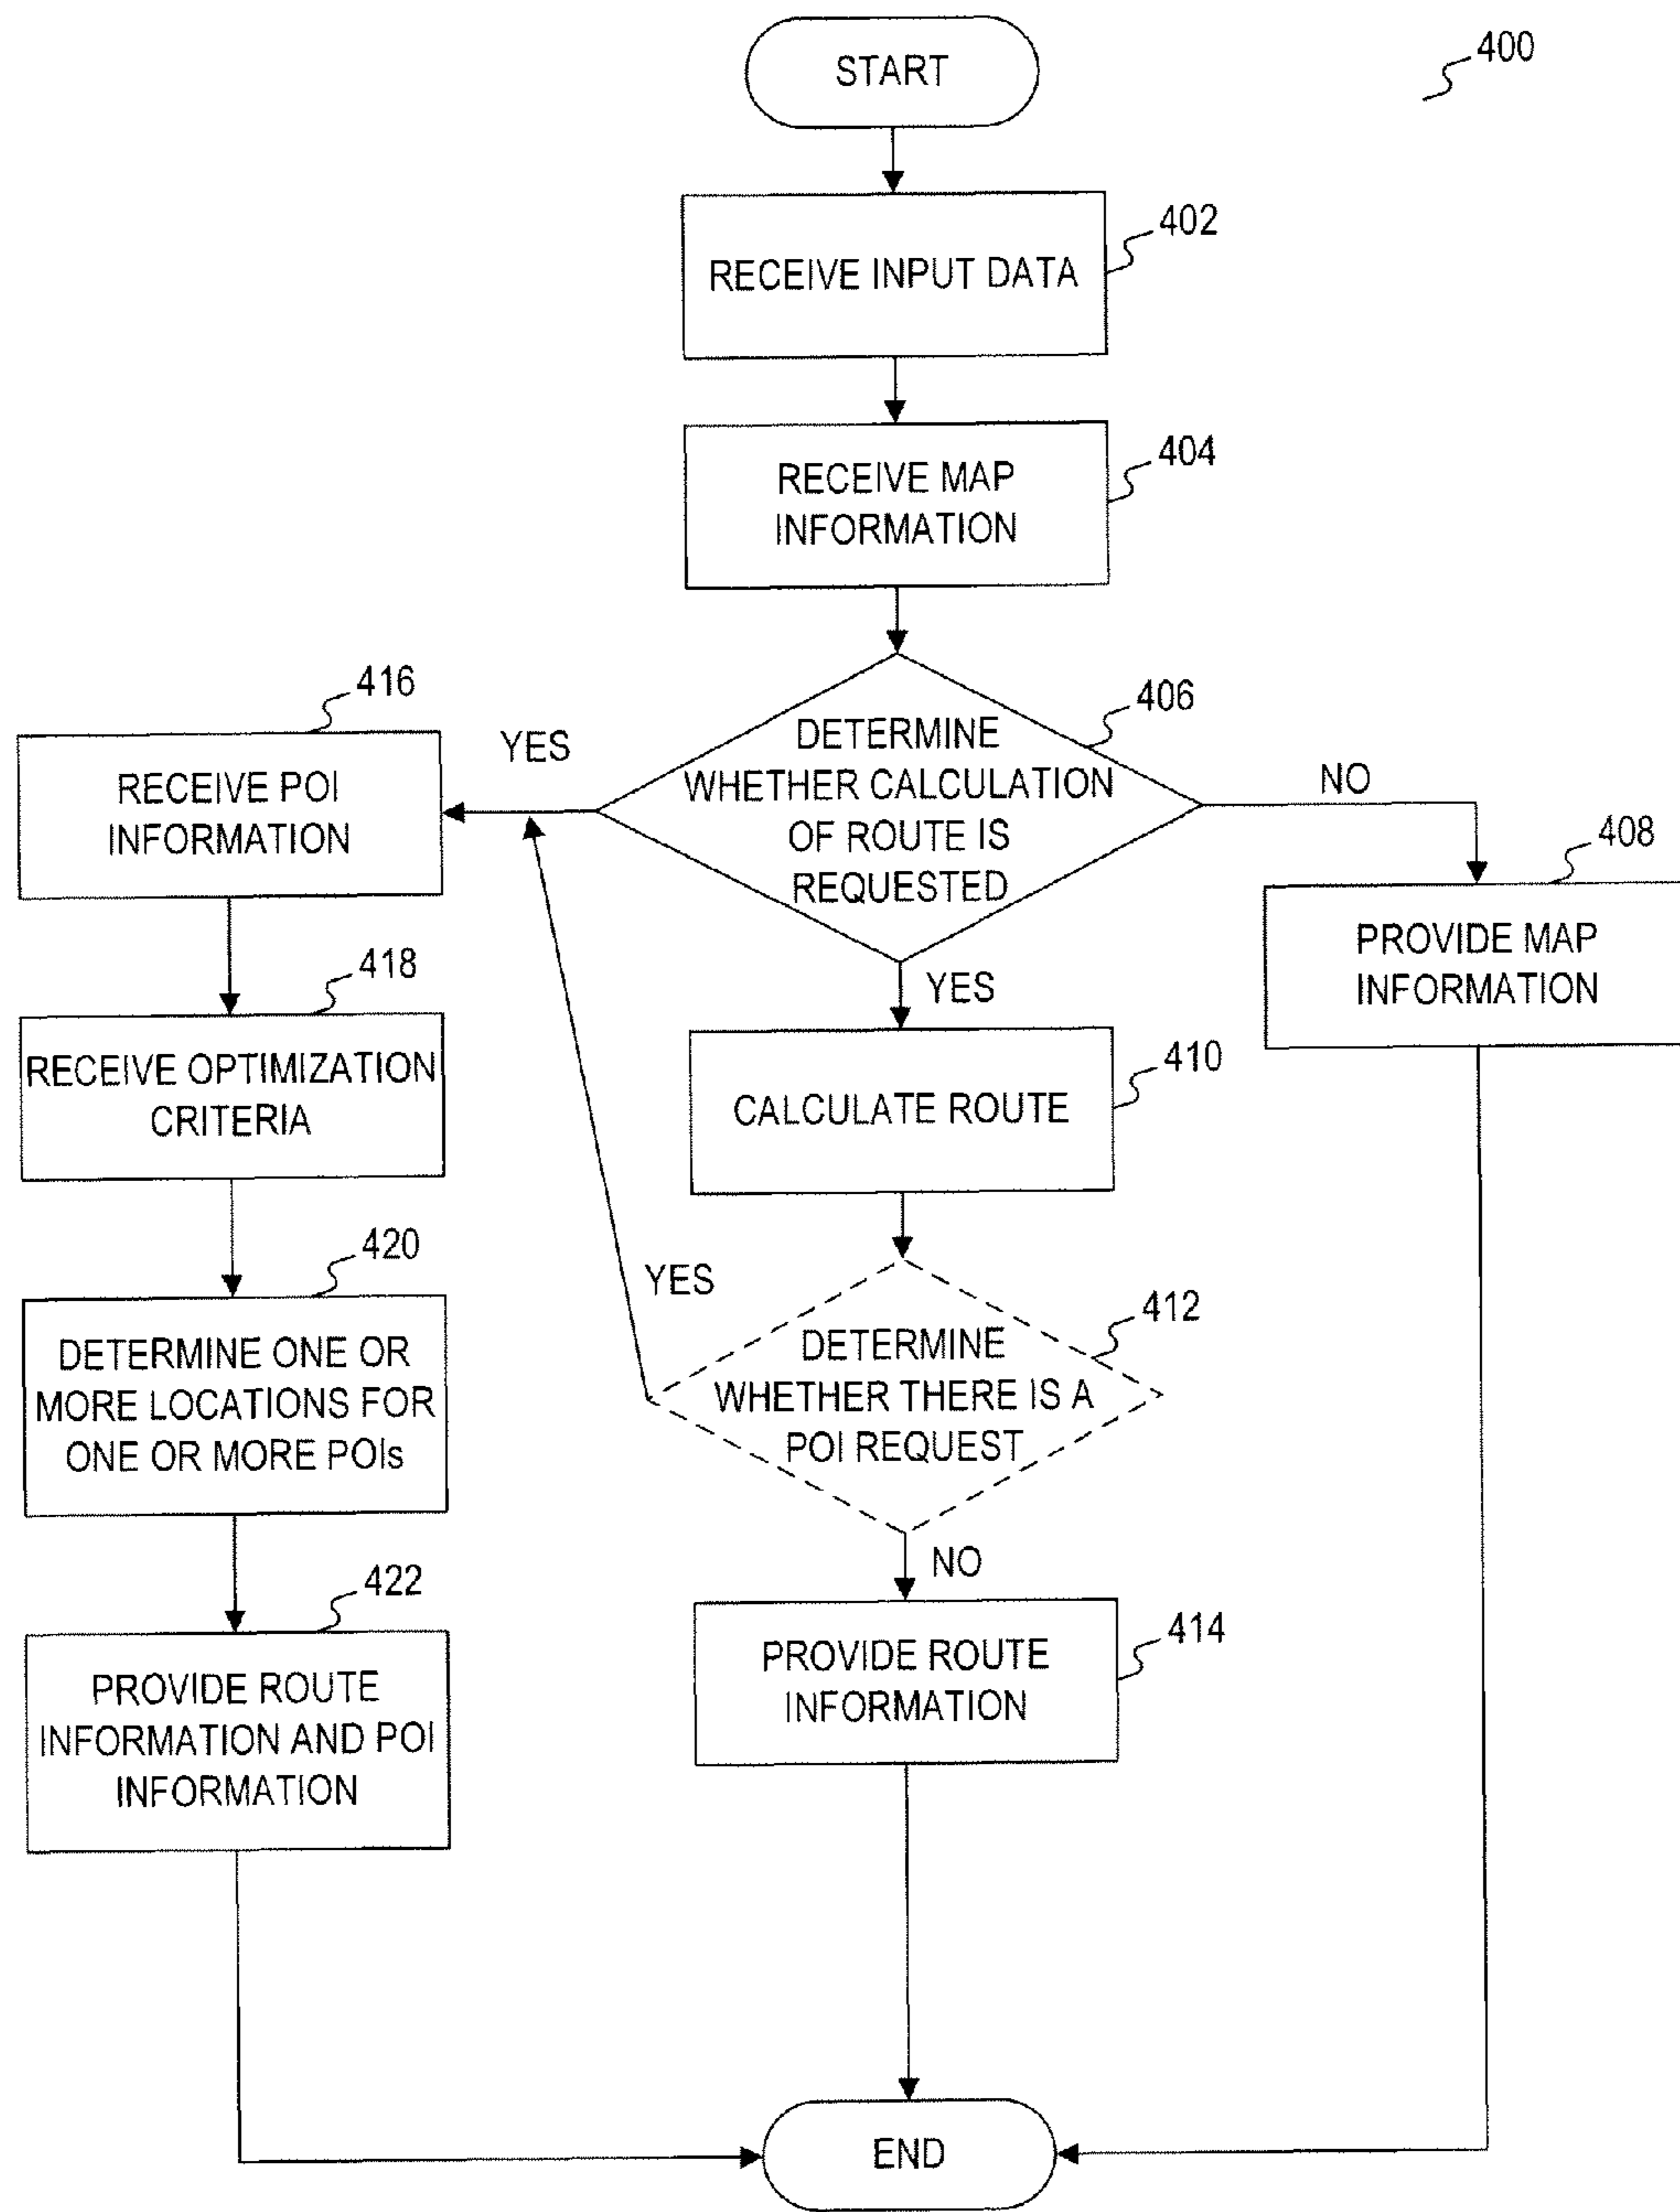 START
400
402
RECEIVE INPUT DATA
404
RECEIVE MAP
INFORMATION
406
DETERMINE
WHETHER CALCULATION
OF ROUTE IS
REQUESTED
YES
NO
416
RECEIVE POI
INFORMATION
408
PROVIDE MAP
INFORMATION
YES
418
RECEIVE OPTIMIZATION
CRITERIA
410
CALCULATE ROUTE
420
DETERMINE ONE OR
MORE LOCATIONS FOR
ONE OR MORE POIs
YES
412
DETERMINE
WHETHER THERE IS A
POI REQUEST
NO
422
PROVIDE ROUTE
INFORMATION AND POI
INFORMATION
414
PROVIDE ROUTE
INFORMATION
END